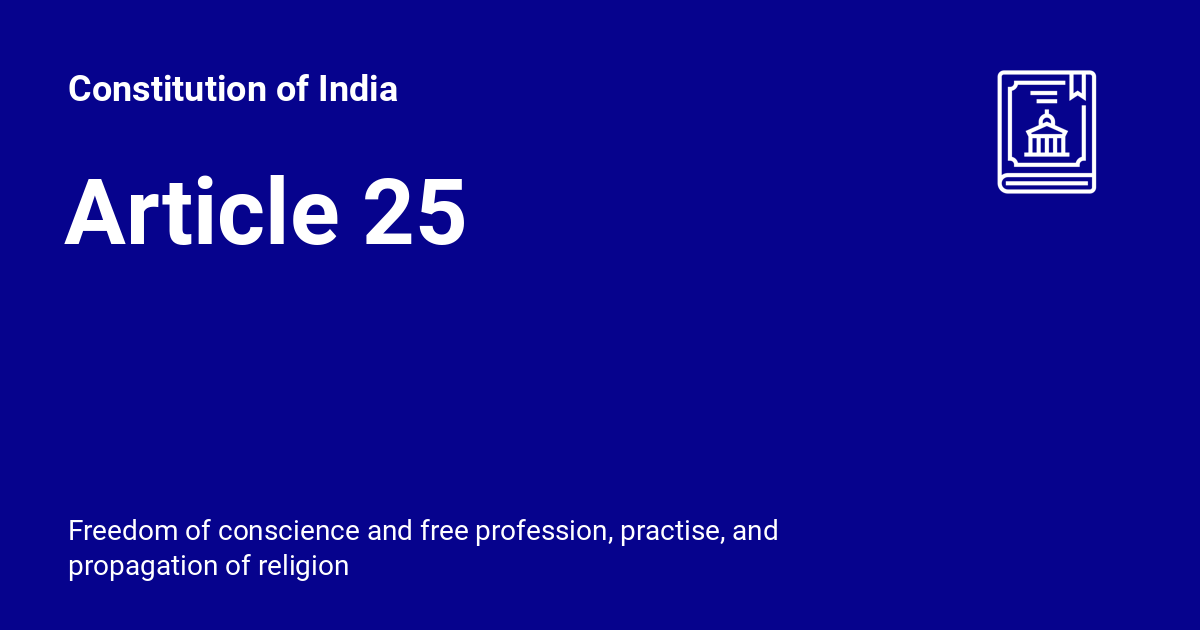 Constitution of India
Article 25
Freedom of conscience and free profession, practise, and
propagation of religion